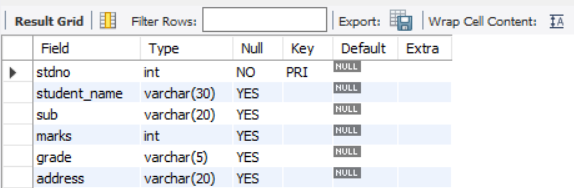 Result Grid Filter Rows: Export: Wrap Cell Content: IA
Field Type Null Key Default Extra
stdno int NO PRI NULL
student_name varchar(30) YES NULL
sub varchar(20) YES NULL
marks int YES NULL
grade varchar(5) YES NULL
address varchar(20) YES NULL